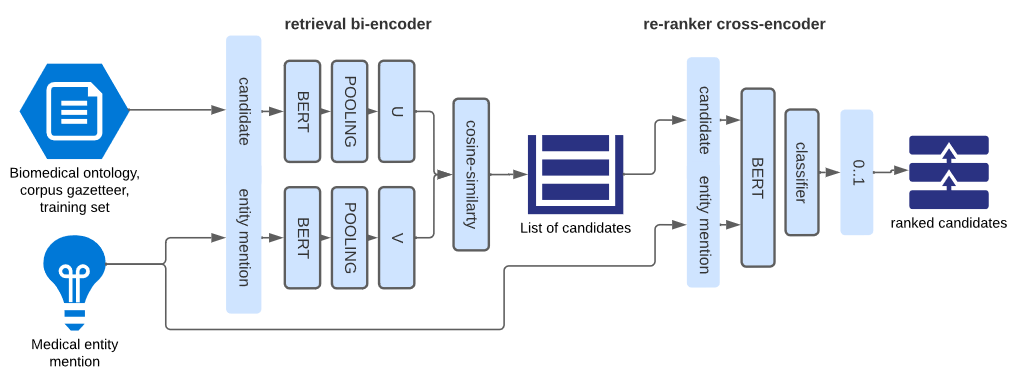 retrieval bi-encoder
re-ranker cross-encoder
candidate
entity mention
BERT
POOLING
U
BERT
POOLING
V
cosine-similarty
Biomedical ontology,
corpus gazetteer,
training set
Medical entity
mention
List of candidates
candidate
entity mention
BERT
classifier
0..1
ranked candidates